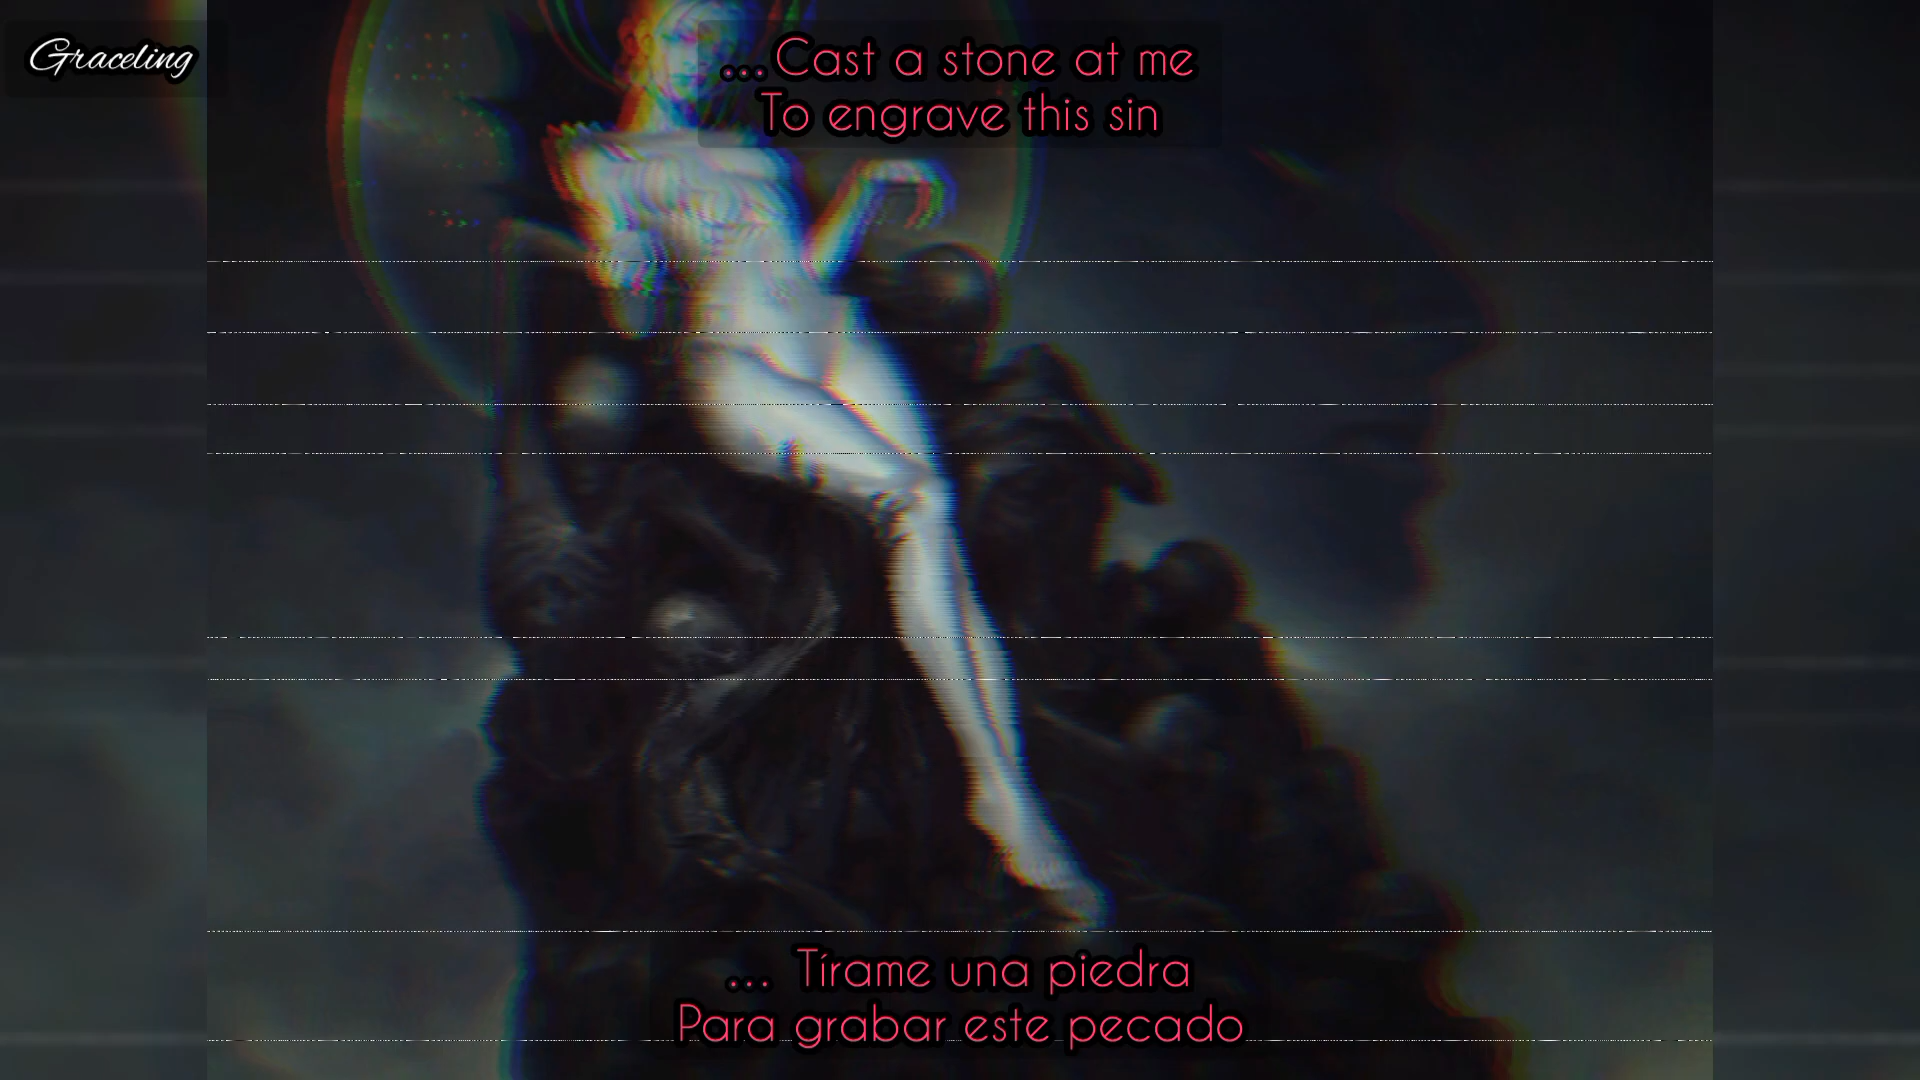 Graceling
...Cast a stone at me
To engrave this sin
... Tírame una piedra
Para grabar este pecado